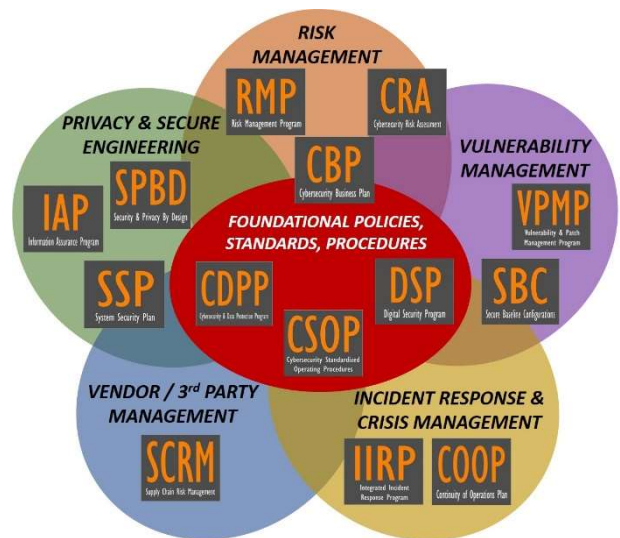 RISK
MANAGEMENT
RMP
Risk Management Program
CRA
Cybersecurity Risk Assessment
CBP
Cybersecurity Business Plan
PRIVACY & SECURE
ENGINEERING
SPBD
Security & Privacy By Design
IAP
Information Assurance Program
SSP
System Security Plan
VULNERABILITY
MANAGEMENT
VPMP
Vulnerability & Patch
Management Program
SBC
Secure Baseline Configurations
FOUNDATIONAL POLICIES,
STANDARDS, PROCEDURES
CDPP
Cybersecurity & Data Protection Program
DSP
Digital Security Program
CSOP
Cybersecurity Standardized
Operating Procedures
VENDOR / 3rd PARTY
MANAGEMENT
SCRM
Supply Chain Risk Management
INCIDENT RESPONSE &
CRISIS MANAGEMENT
IIRP
Integrated Incident
Response Program
COOP
Continuity of Operations Plan